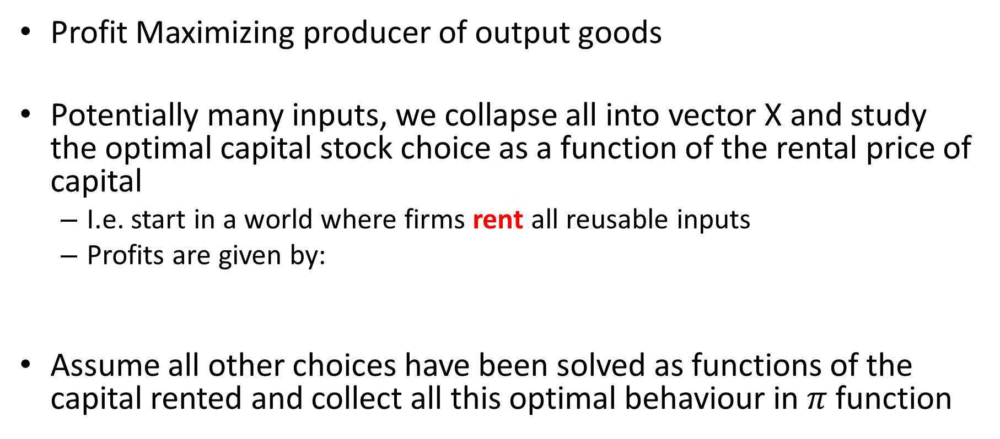 • Profit Maximizing producer of output goods
• Potentially many inputs, we collapse all into vector X and study
the optimal capital stock choice as a function of the rental price of
capital
– I.e. start in a world where firms rent all reusable inputs
– Profits are given by:
• Assume all other choices have been solved as functions of the
capital rented and collect all this optimal behaviour in π function